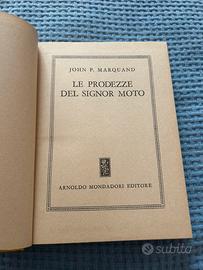 JOHN P. MARQUAND
LE PRODEZZE
DEL SIGNOR MOTO
ARNOLDO MONDADORI EDITORE
subito